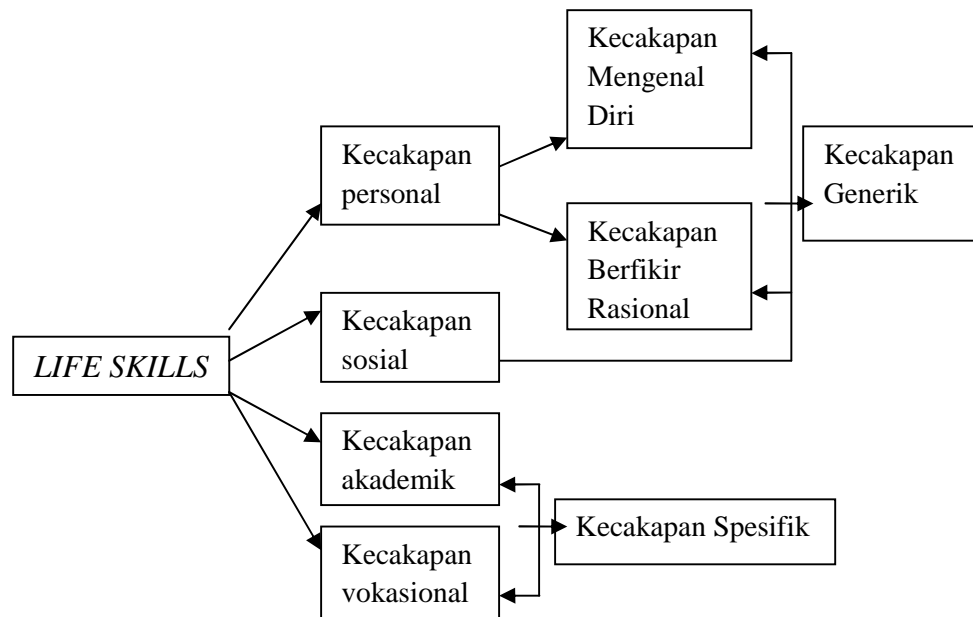 Kecakapan
Mengenal
Diri
Kecakapan
personal
Kecakapan
Generik
Kecakapan
Berfikir
Rasional
Kecakapan
sosial
LIFE SKILLS
Kecakapan
akademik
Kecakapan Spesifik
Kecakapan
vokasional